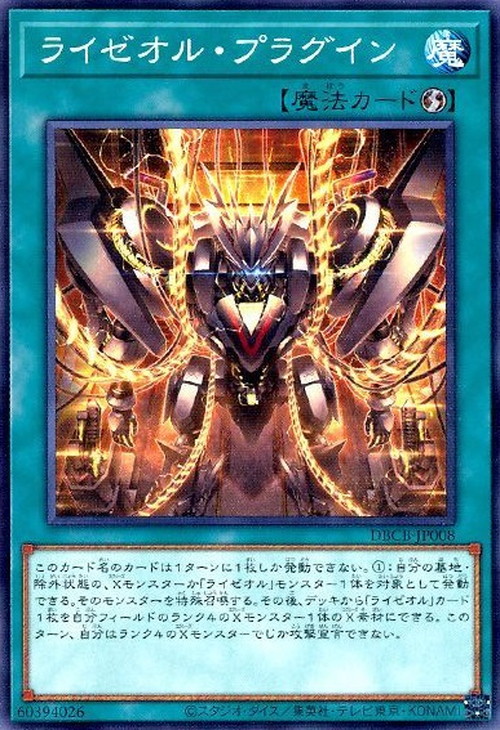 ライゼオル・プラグイン
魔
【魔法カード】
DBCB-JP008
このカード名のカードは1ターンに1枚しか発動できない。①:自分の墓地・
除外状態の、Xモンスターか「ライゼオル」モンスター1体を対象として発動
できる。そのモンスターを特殊召喚する。その後、デッキから「ライゼオル」カード
1枚を自分フィールドのランク4のXモンスター1体のX素材にできる。この
ターン、自分はランク4のXモンスターでしか攻撃宣言できない。
60394026
©スタジオ・ダイス/集英社・テレビ東京・KONAMI